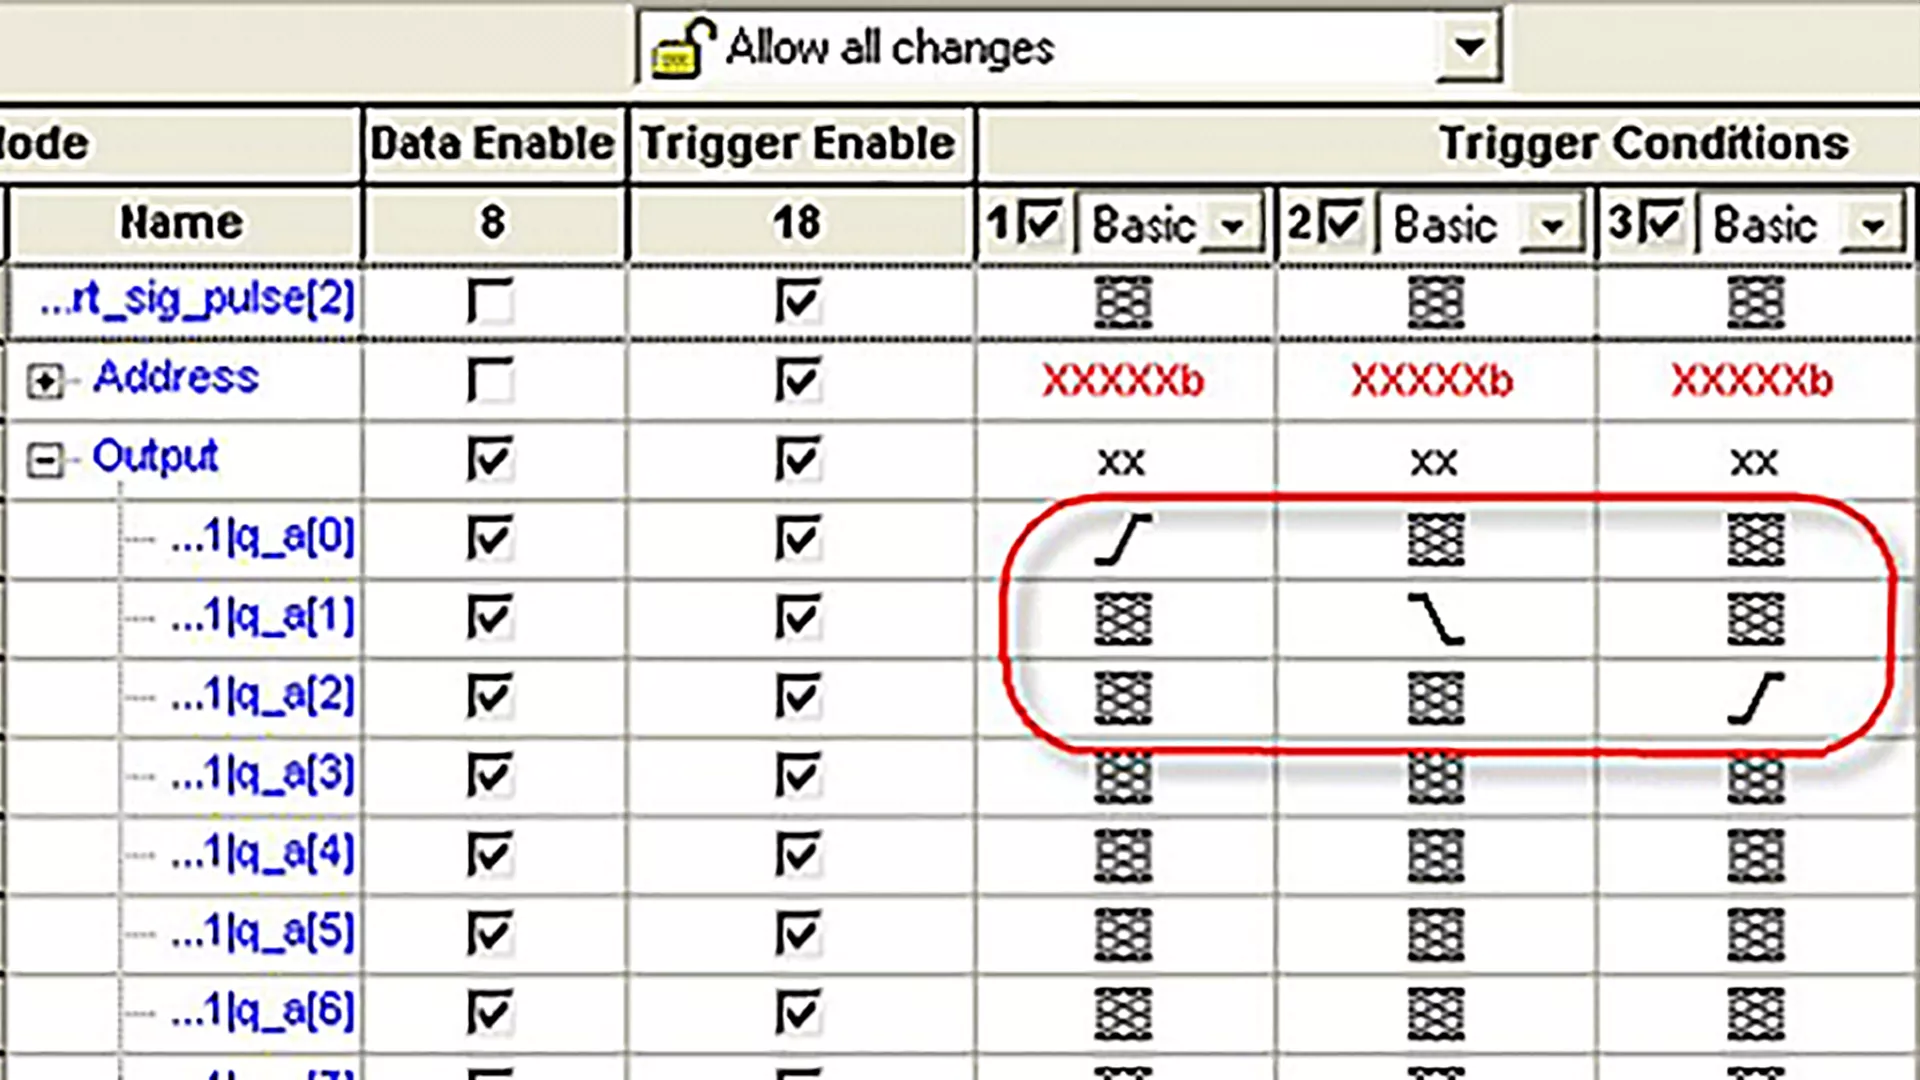 Allow all changes
ode Data Enable Trigger Enable Trigger Conditions
Name 8 18 1 Basic 2 Basic 3 Basic
...rt_sig_pulse[2]
Address XXXXXb XXXXXb XXXXXb
Output XX XX XX
...1|q_a[0]
...1|q_a[1]
...1|q_a[2]
...1|q_a[3]
...1|q_a[4]
...1|q_a[5]
...1|q_a[6]